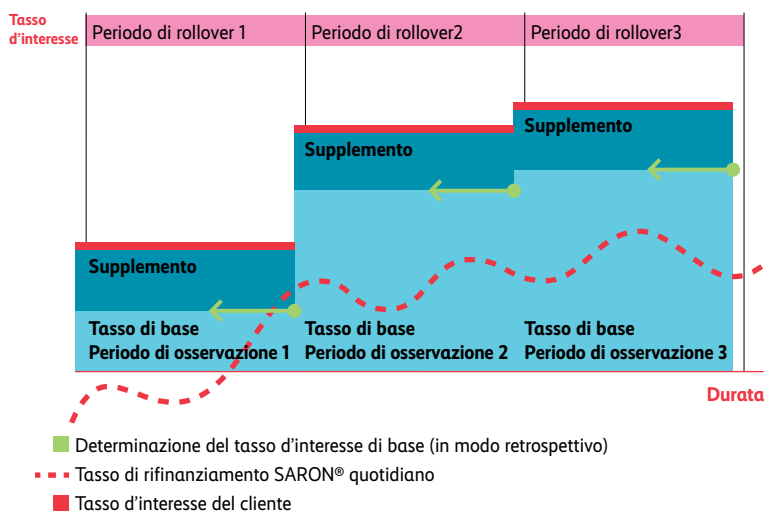 Tasso
d’interesse
Periodo di rollover 1
Periodo di rollover2
Periodo di rollover3
Supplemento
Supplemento
Supplemento
Tasso di base
Periodo di osservazione 1
Tasso di base
Periodo di osservazione 2
Tasso di base
Periodo di osservazione 3
Durata
Determinazione del tasso d’interesse di base (in modo retrospettivo)
Tasso di rifinanziamento SARON® quotidiano
Tasso d’interesse del cliente